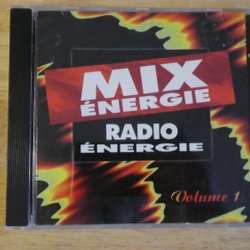 MIX
ÉNERGIE
RADIO
ÉNERGIE
Volume 1